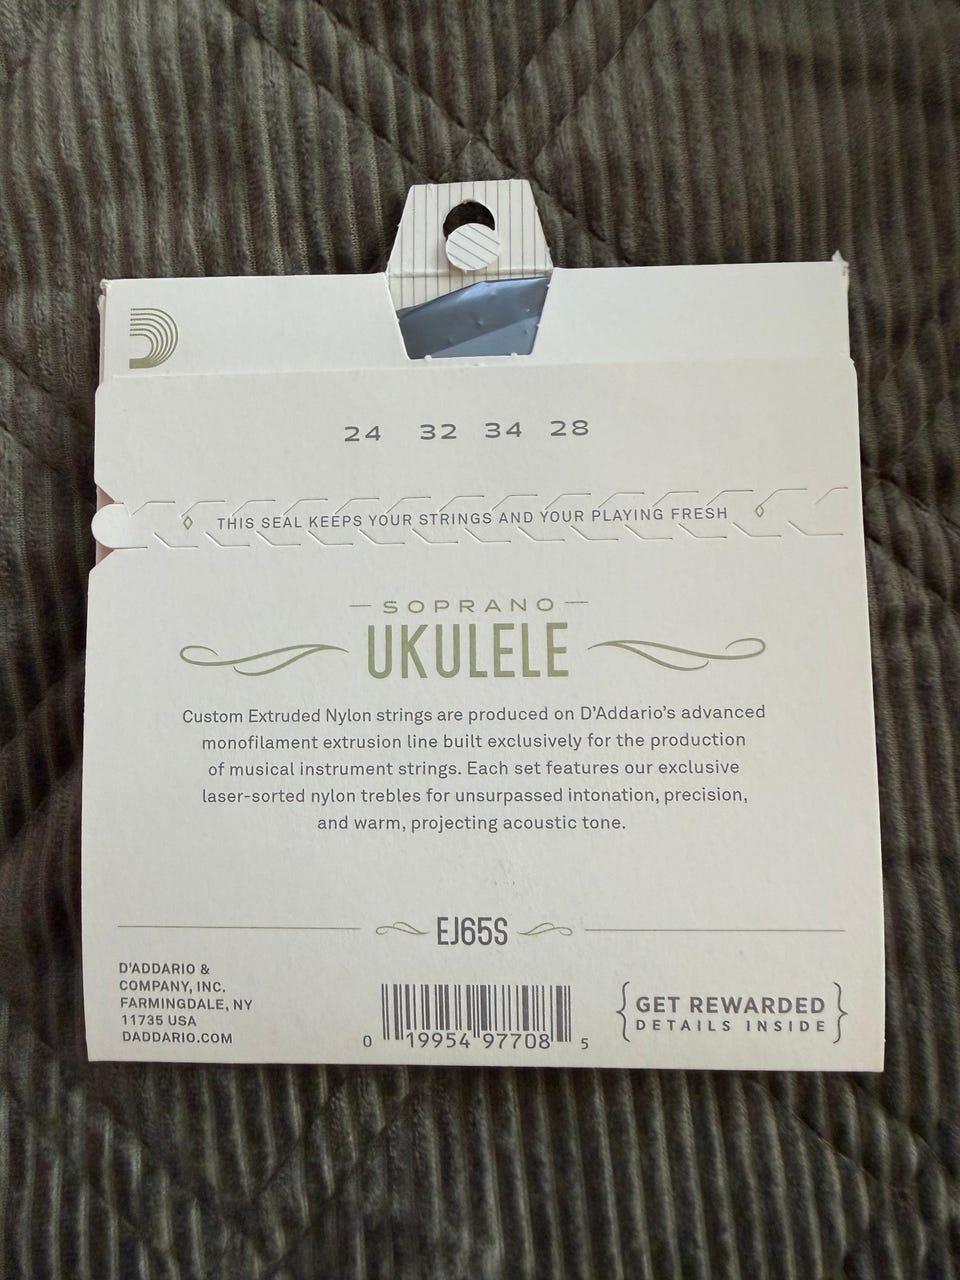 24 32 34 28
THIS SEAL KEEPS YOUR STRINGS AND YOUR PLAYING FRESH
SOPRANO
UKULELE
Custom Extruded Nylon strings are produced on D'Addario's advanced
monofilament extrusion line built exclusively for the production
of musical instrument strings. Each set features our exclusive
laser-sorted nylon trebles for unsurpassed intonation, precision,
and warm, projecting acoustic tone.
EJ65S
D'ADDARIO &
COMPANY, INC.
FARMINGDALE, NY
11735 USA
DADDARIO.COM
0 19954 97708 5
{GET REWARDED
DETAILS INSIDE}